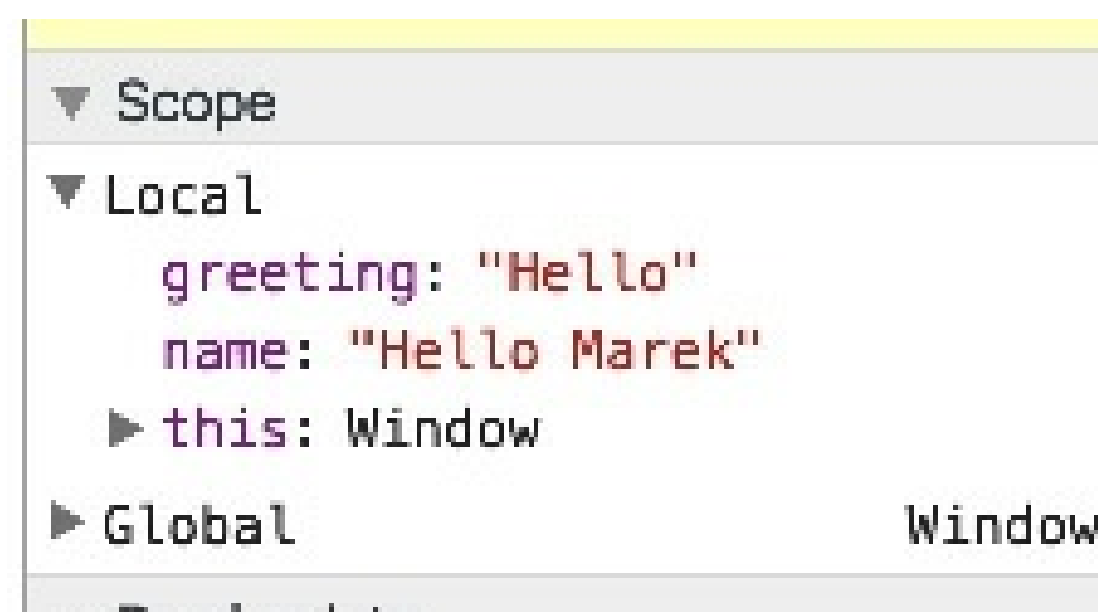 Scope
Local
greeting: "Hello"
name: "Hello Marek"
this: Window
Global Window